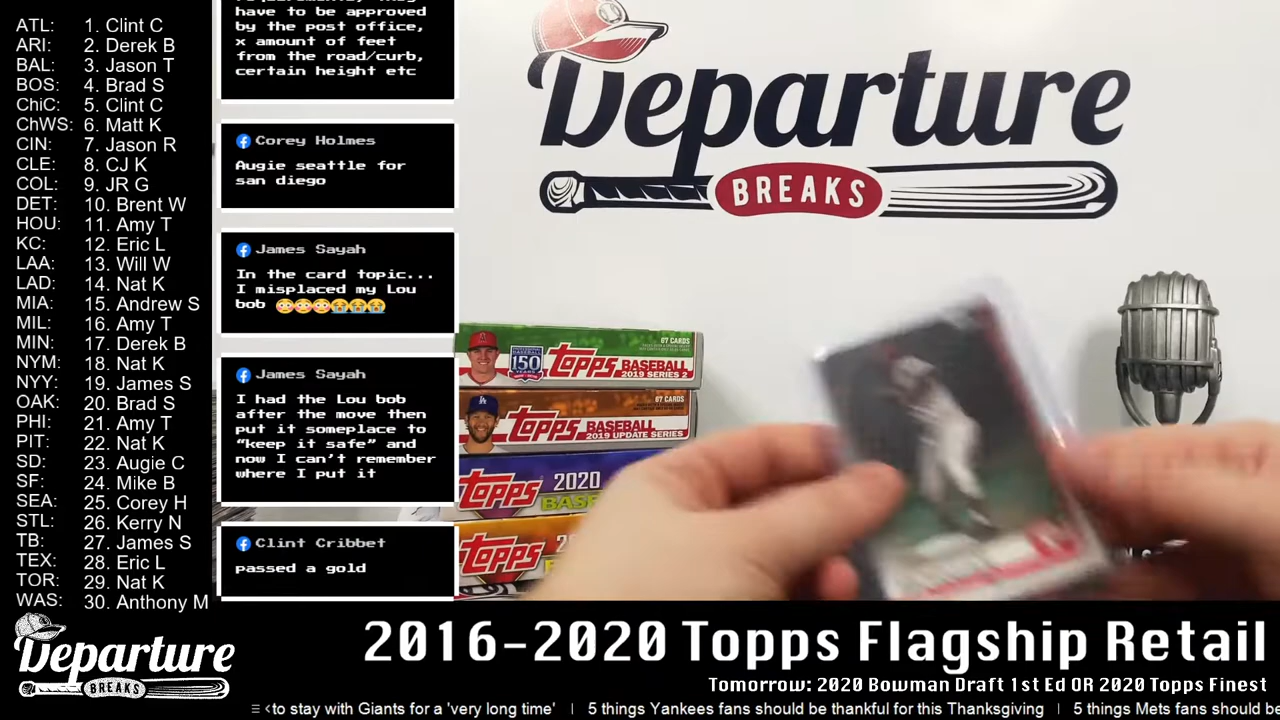 ATL: 1. Clint C
ARI: 2. Derek B
BAL: 3. Jason T
BOS: 4. Brad S
ChiC: 5. Clint C
ChWS: 6. Matt K
CIN: 7. Jason R
CLE: 8. CJ K
COL: 9. JR G
DET: 10. Brent W
HOU: 11. Amy T
KC: 12. Eric L
LAA: 13. Will W
LAD: 14. Nat K
MIA: 15. Andrew S
MIL: 16. Amy T
MIN: 17. Derek B
NYM: 18. Nat K
NYY: 19. James S
OAK: 20. Brad S
PHI: 21. Amy T
PIT: 22. Nat K
SD: 23. Augie C
SF: 24. Mike B
SEA: 25. Corey H
STL: 26. Kerry N
TB: 27. James S
TEX: 28. Eric L
TOR: 29. Nat K
WAS: 30. Anthony M
have to be approved
by the post office,
x amount of feet
from the road/curb,
certain height etc
Corey Holmes
Augie seattle for
san diego
James Sayah
In the card topic...
I misplaced my Lou
bob 😳😳😳😭😭😭
James Sayah
I had the Lou bob
after the move then
put it someplace to
“keep it safe” and
now I can’t remember
where I put it
Clint Cribbet
passed a gold
Departure
BREAKS
67 CARDS
150
YEARS
topps BASEBALL
2019 SERIES 2
67 CARDS
topps BASEBALL
2019 UPDATE SERIES
topps 2020
BAS
topps
Departure
BREAKS
2016-2020 Topps Flagship Retail
Tomorrow: 2020 Bowman Draft 1st Ed OR 2020 Topps Finest
to stay with Giants for a 'very long time' | 5 things Yankees fans should be thankful for this Thanksgiving | 5 things Mets fans should be